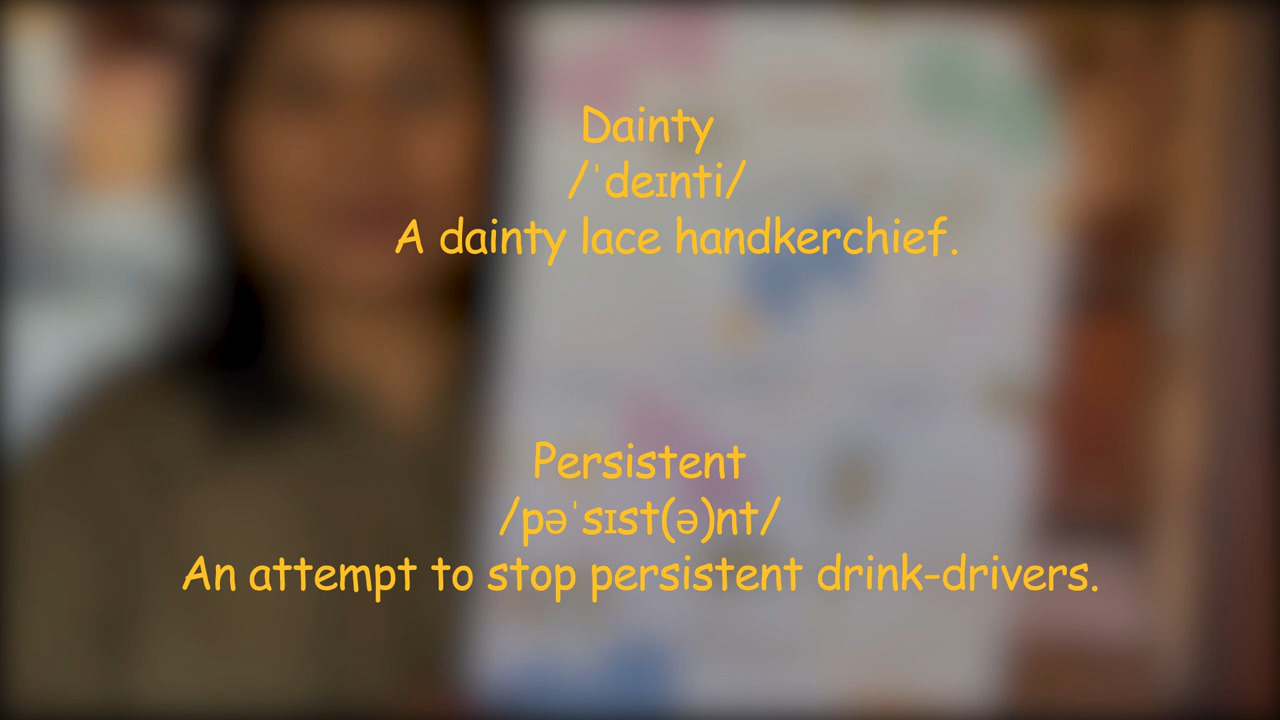 Dainty
/ˈdeɪnti/
A dainty lace handkerchief.
Persistent
/pəˈsɪst(ə)nt/
An attempt to stop persistent drink-drivers.